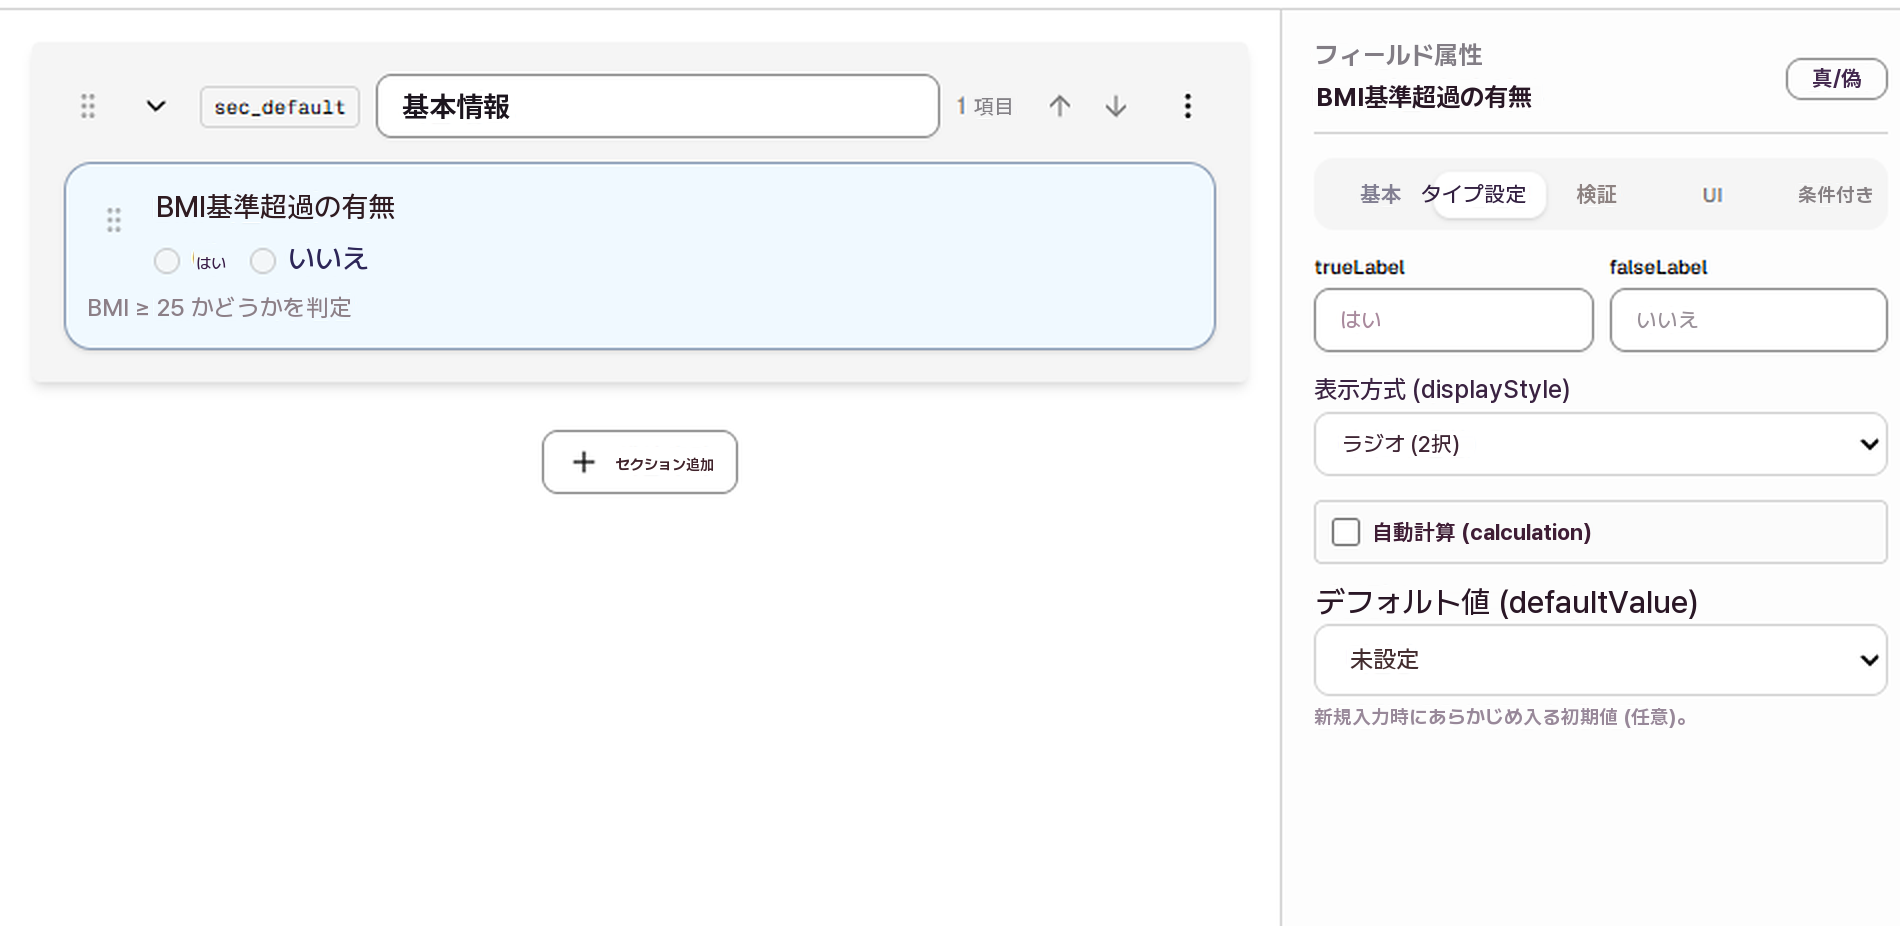 sec_default 基本情報 1 項目
BMI基準超過の有無
はい いいえ
BMI ≥ 25 かどうかを判定
セクション追加
フィールド属性
BMI基準超過の有無
真/偽
基本 タイプ設定 検証 UI 条件付き
trueLabel falseLabel
はい いいえ
表示方式 (displayStyle)
ラジオ (2択)
自動計算 (calculation)
デフォルト値 (defaultValue)
未設定
新規入力時にあらかじめ入る初期値 (任意)。